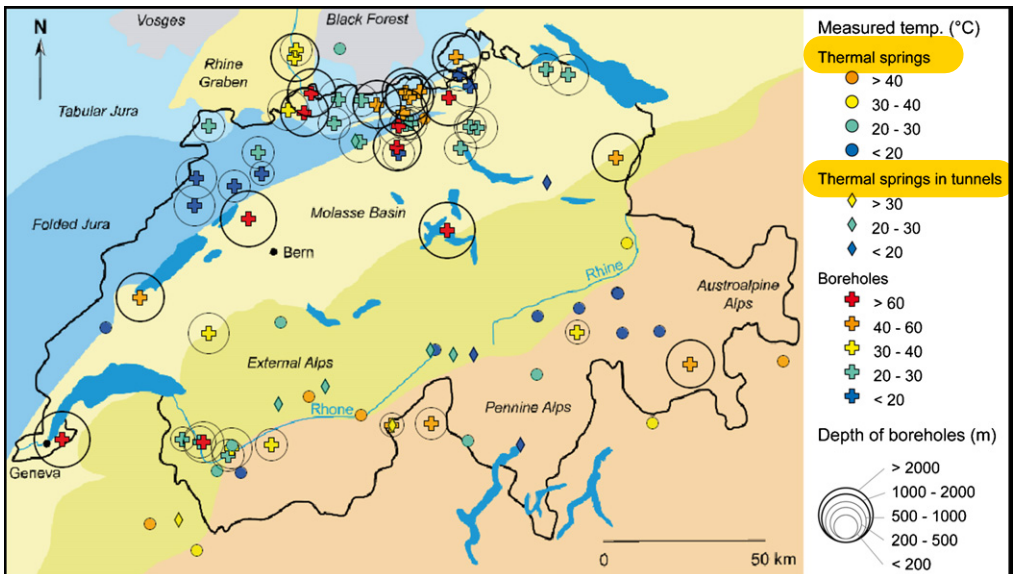 N
Vosges
Black Forest
Rhine
Graben
Tabular Jura
Folded Jura
Molasse Basin
Bern
Rhine
Austroalpine
Alps
External Alps
Rhone
Pennine Alps
Geneva
0 50 km
Measured temp. (°C)
Thermal springs
> 40
30 - 40
20 - 30
< 20
Thermal springs in tunnels
> 30
20 - 30
< 20
Boreholes
> 60
40 - 60
30 - 40
20 - 30
< 20
Depth of boreholes (m)
> 2000
1000 - 2000
500 - 1000
200 - 500
< 200